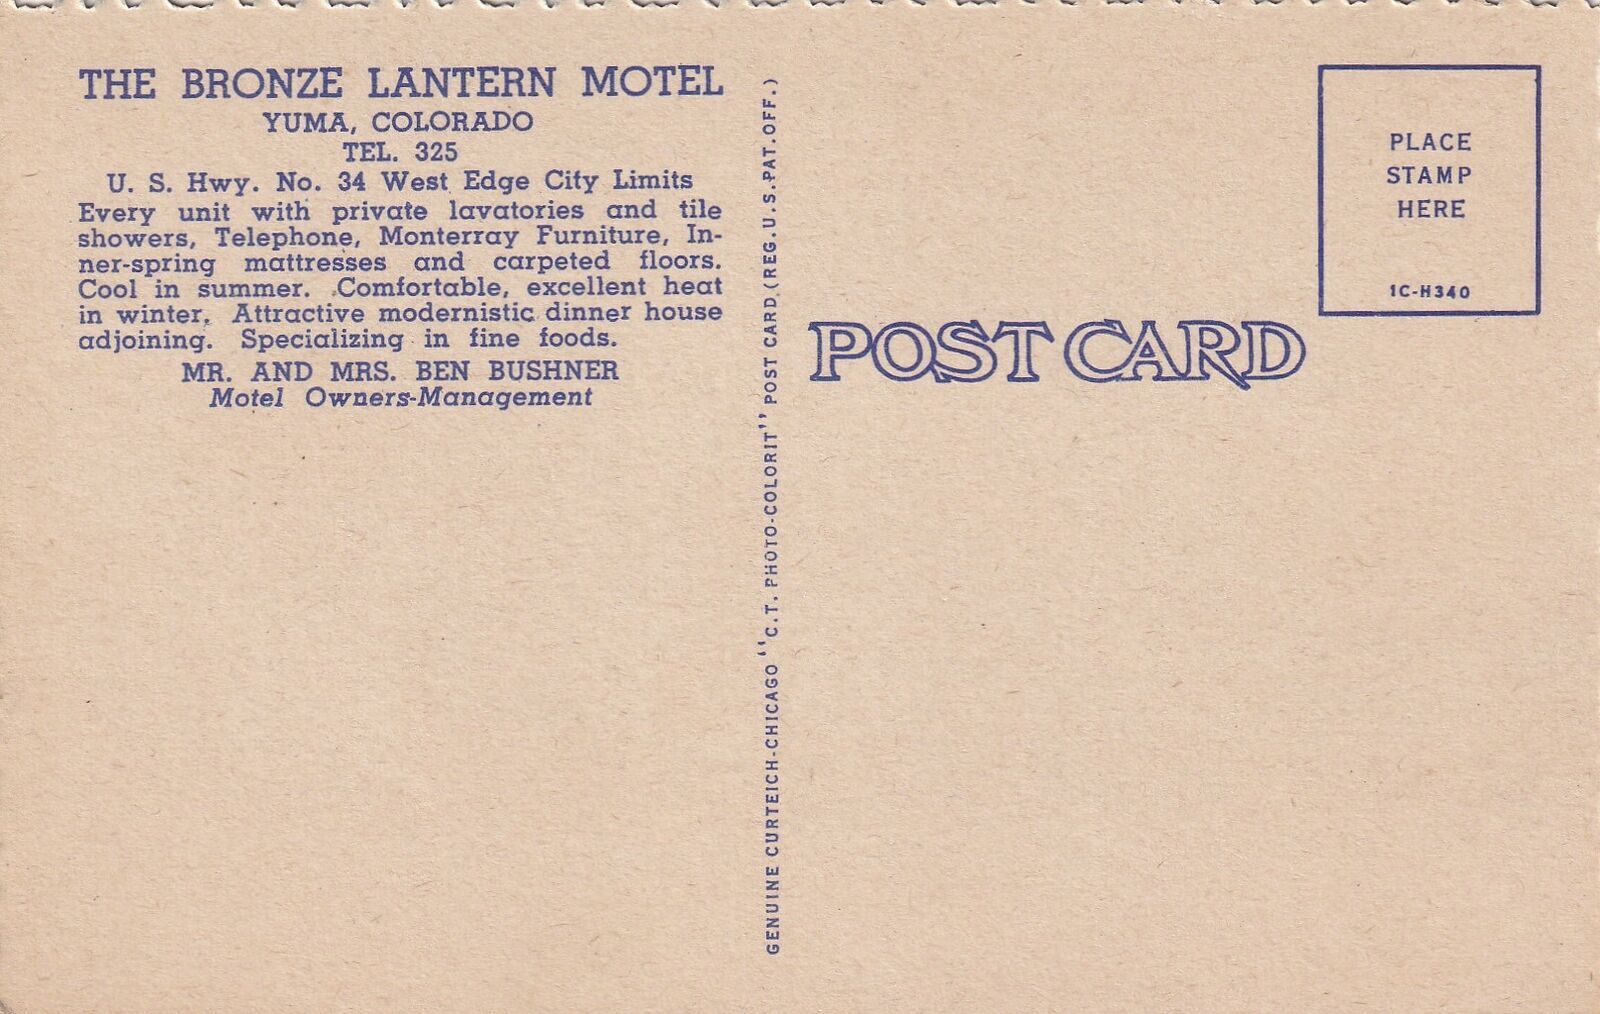 THE BRONZE LANTERN MOTEL
YUMA, COLORADO
TEL. 325
U. S. Hwy. No. 34 West Edge City Limits
Every unit with private lavatories and tile
showers, Telephone, Monterray Furniture, In-
ner-spring mattresses and carpeted floors.
Cool in summer. Comfortable, excellent heat
in winter. Attractive modernistic dinner house
adjoining. Specializing in fine foods.
MR. AND MRS. BEN BUSHNER
Motel Owners-Management
GENUINE CURTEICH-CHICAGO "C.T. PHOTO-COLORIT" POST CARD (REG. U.S. PAT. OFF.)
POST CARD
PLACE
STAMP
HERE
1C-H340